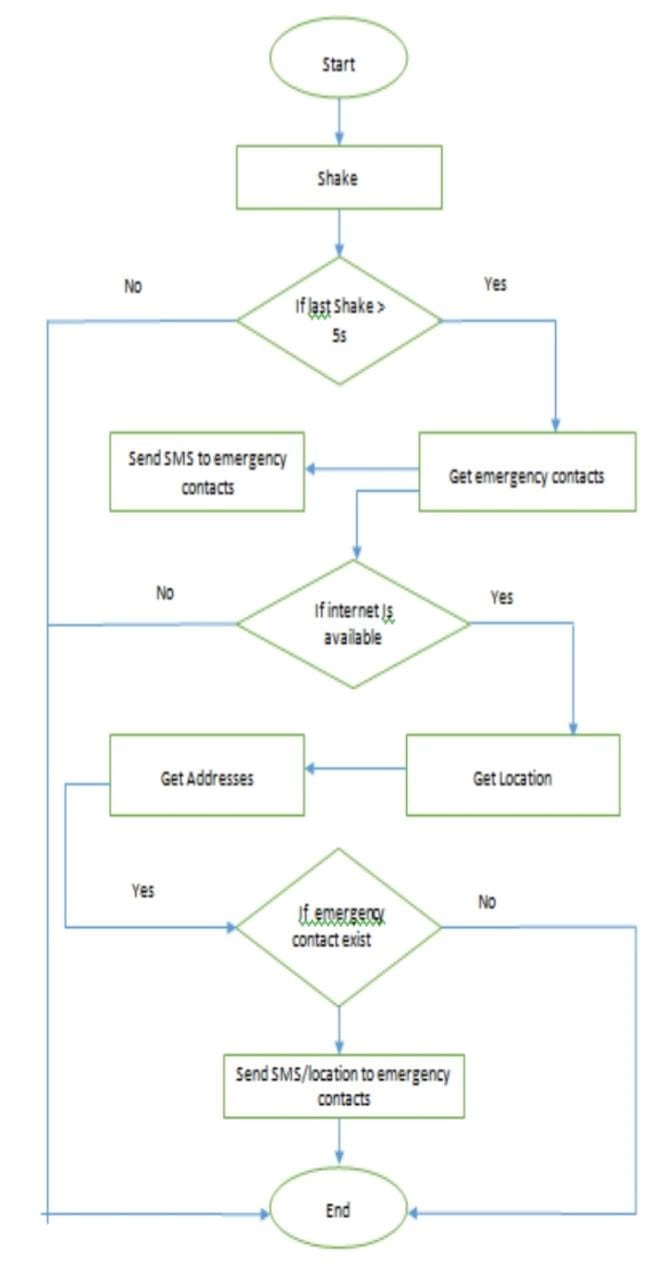 Start
Shake
No
Yes
If last Shake >
5s
Send SMS to emergency
contacts
Get emergency contacts
No
Yes
If internet Is
available
Get Addresses
Get Location
Yes
No
If emergency
contact exist
Send SMS/location to emergency
contacts
End